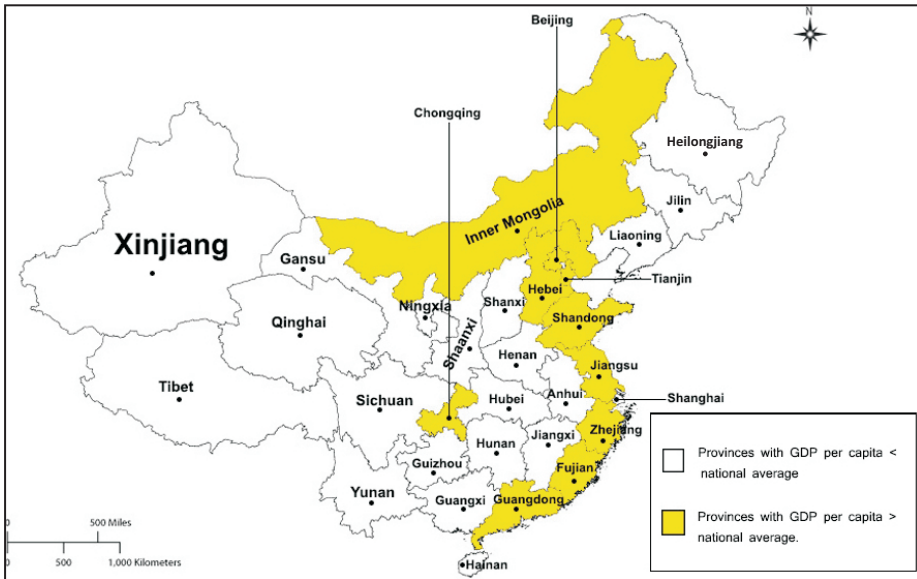 Beijing
N
Chongqing
Heilongjiang
Jilin
Inner Mongolia
Liaoning
Xinjiang
Gansu
Tianjin
Hebei
Ningxia
Shanxi
Qinghai
Shandong
Shaanxi
Henan
Jiangsu
Tibet
Sichuan
Hubei
Anhui
Shanghai
Zhejiang
Hunan
Jiangxi
Guizhou
Fujian
Yunan
Guangxi
Guangdong
Hainan
Provinces with GDP per capita <
national average
Provinces with GDP per capita >
national average.
0 500 Miles
0 500 1,000 Kilometers